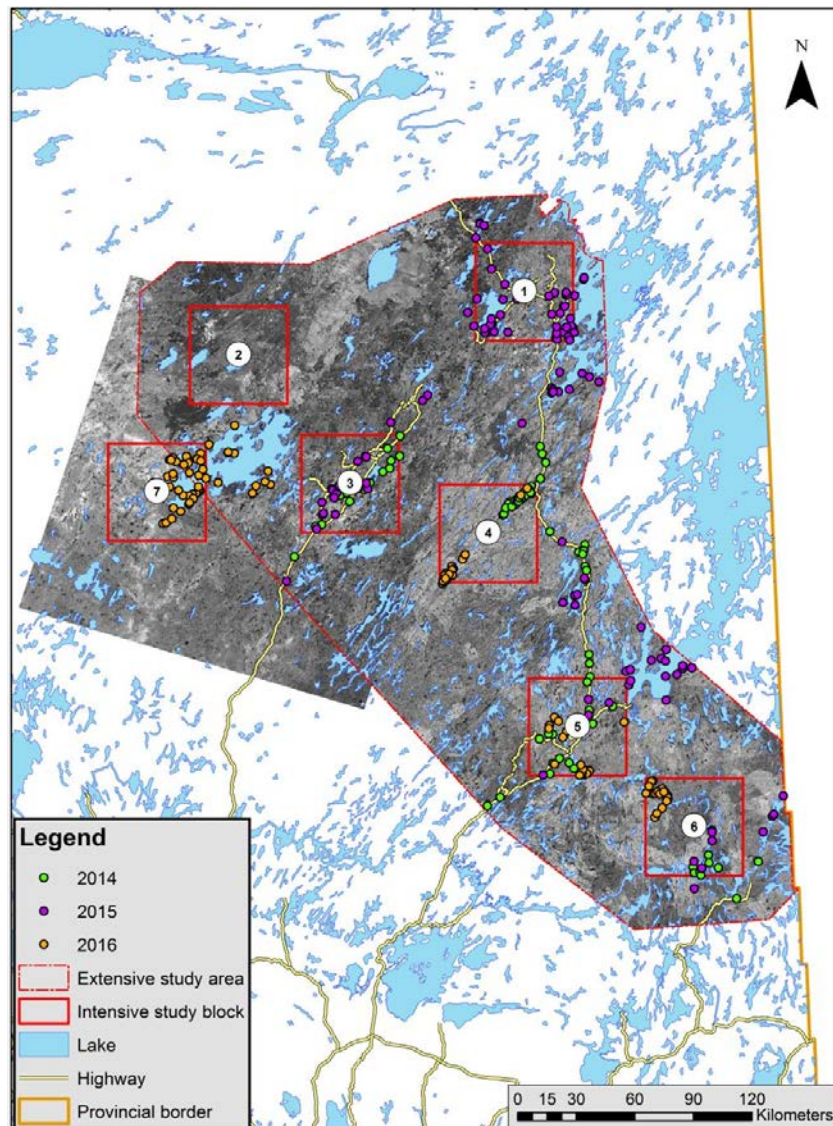 N
1
2
3
7
4
5
6
Legend
2014
2015
2016
Extensive study area
Intensive study block
Lake
Highway
Provincial border
0 15 30 60 90 120
Kilometers